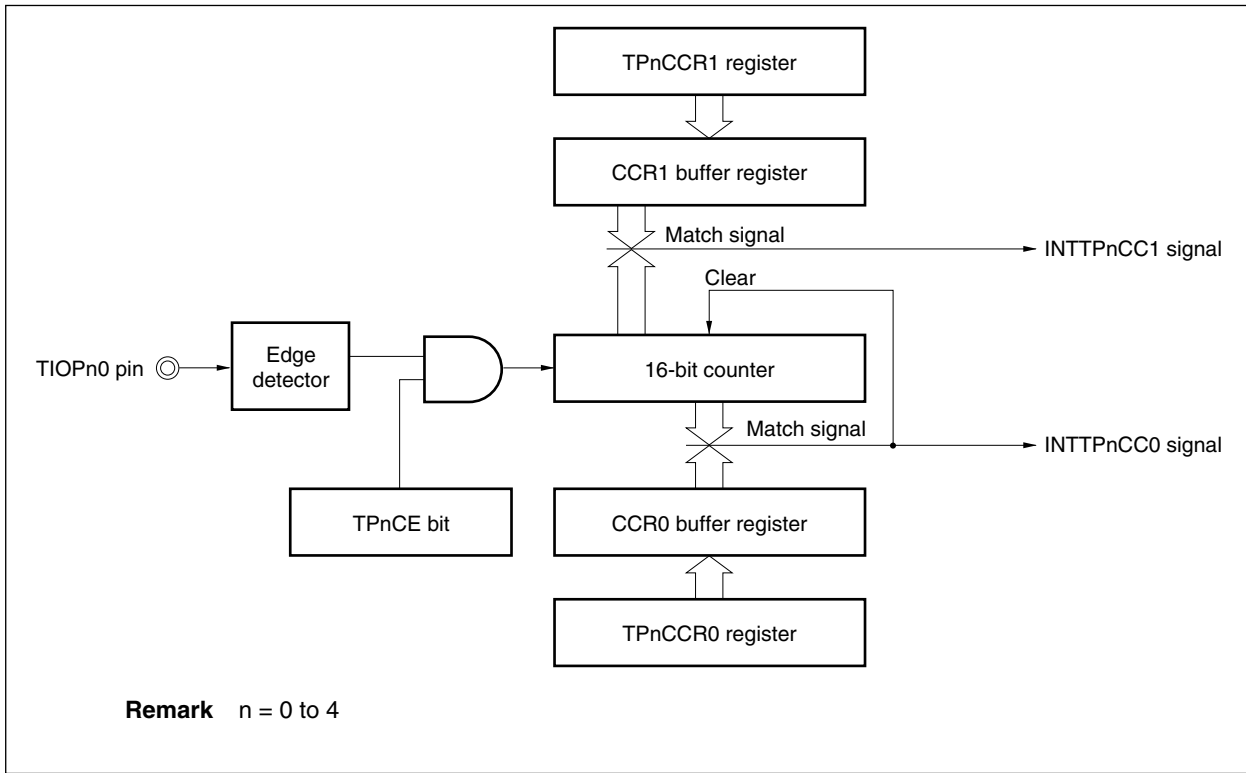 TPnCCR1 register
CCR1 buffer register
Match signal
INTTPnCC1 signal
Clear
TIOPn0 pin
Edge
detector
16-bit counter
Match signal
INTTPnCC0 signal
TPnCE bit
CCR0 buffer register
TPnCCR0 register
Remark n = 0 to 4